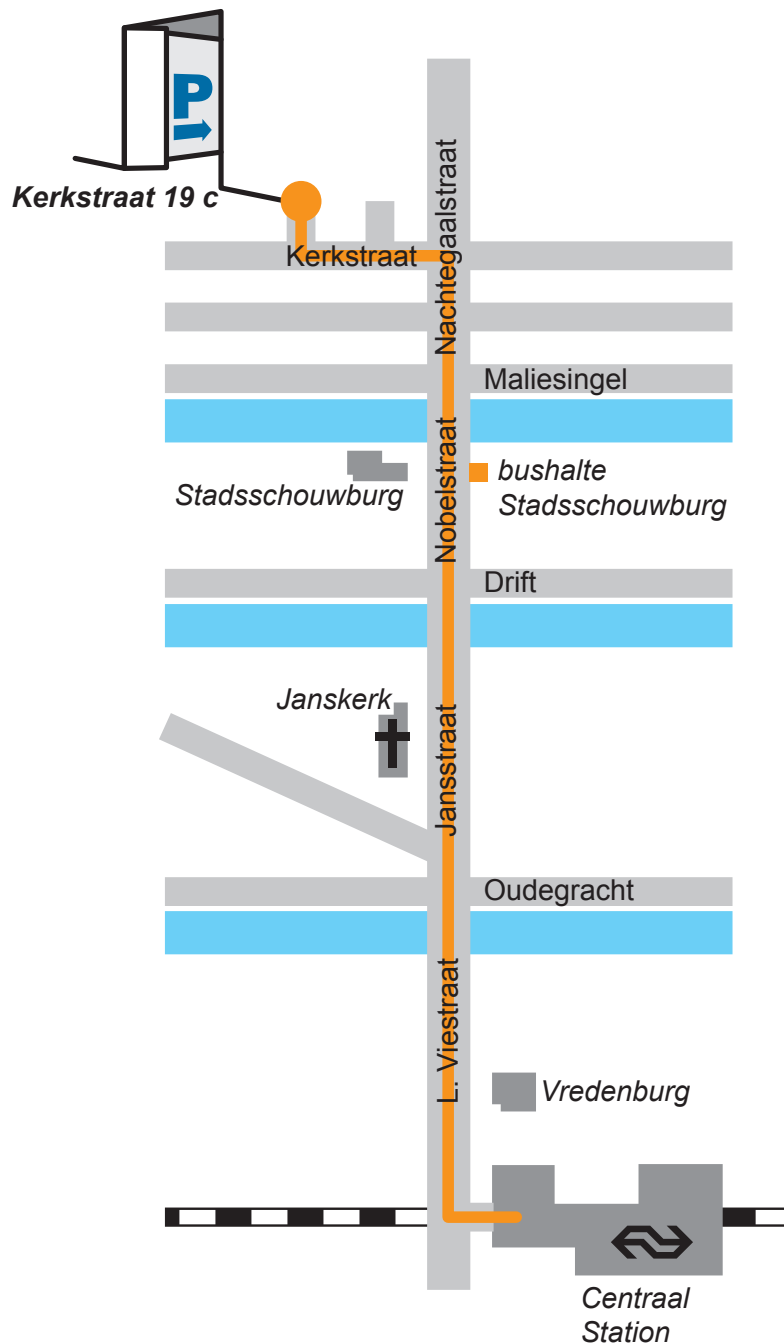 P
Kerkstraat 19 c
Nachtegaalstraat
Kerkstraat
Maliesingel
Stadsschouwburg
Nobelstraat
bushalte
Stadsschouwburg
Drift
Janskerk
Jansstraat
Oudegracht
L. Viestraat
Vredenburg
Centraal
Station